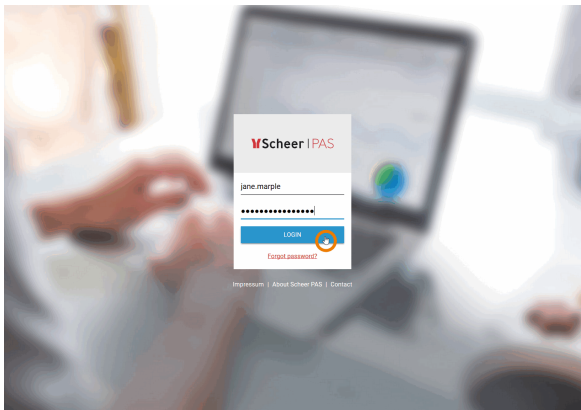 Scheer | PAS
jane.marple
••••••••••••••••
LOGIN
Forgot password?
Impressum | About Scheer PAS | Contact